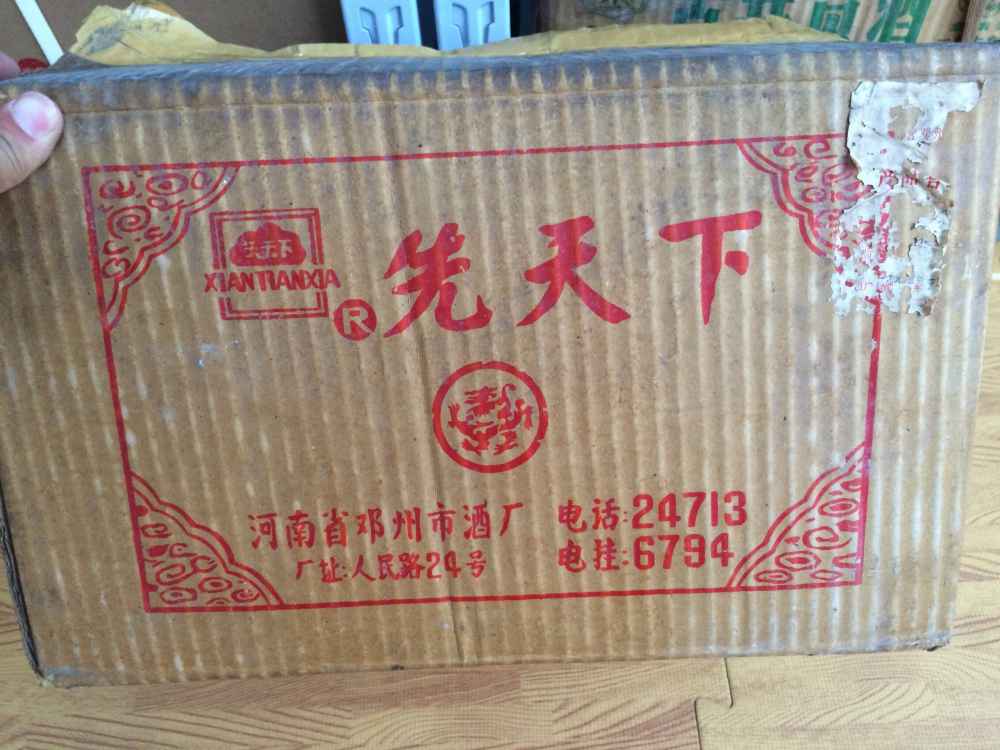 先天下
XIANTIANXIA
® 先天下
河南省邓州市酒厂 电话:24713
厂址:人民路24号 电挂:6794